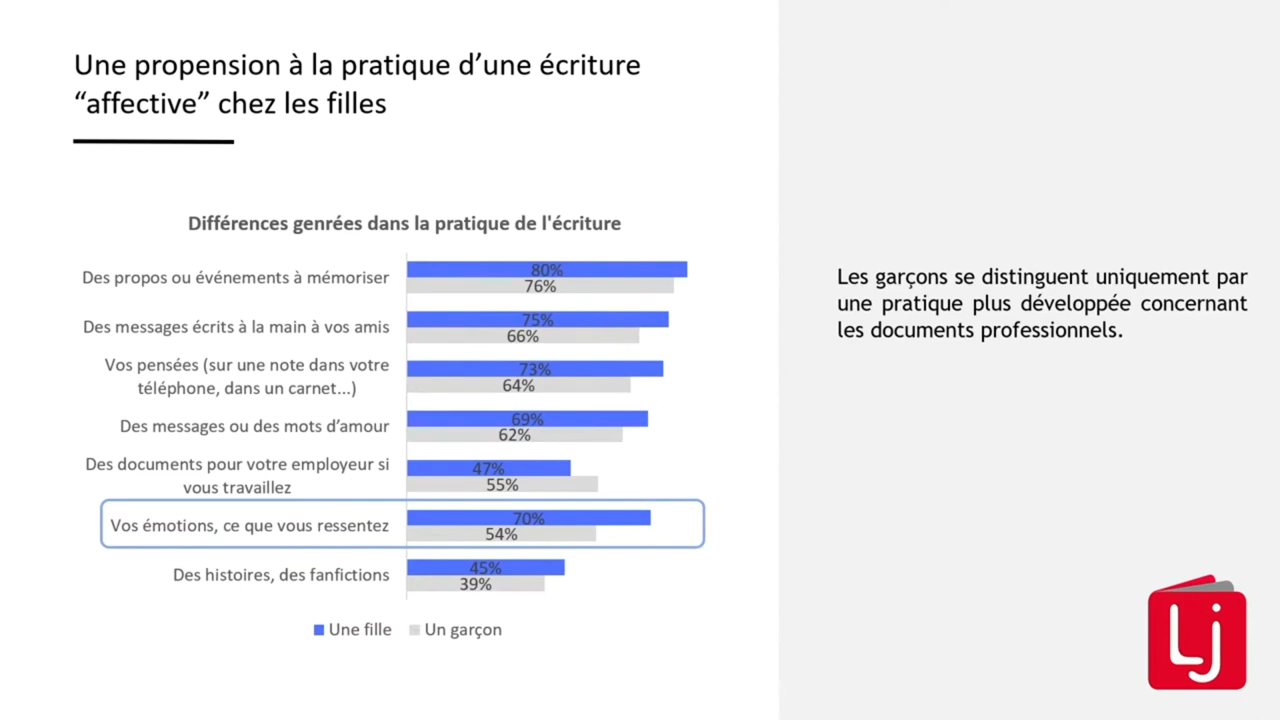 Une propension à la pratique d’une écriture
“affective” chez les filles
Différences genrées dans la pratique de l'écriture
Des propos ou événements à mémoriser
80%
76%
Des messages écrits à la main à vos amis
75%
66%
Vos pensées (sur une note dans votre
téléphone, dans un carnet...)
73%
64%
Des messages ou des mots d’amour
69%
62%
Des documents pour votre employeur si
vous travaillez
47%
55%
Vos émotions, ce que vous ressentez
70%
54%
Des histoires, des fanfictions
45%
39%
Une fille
Un garçon
Les garçons se distinguent uniquement par
une pratique plus développée concernant
les documents professionnels.
Lj